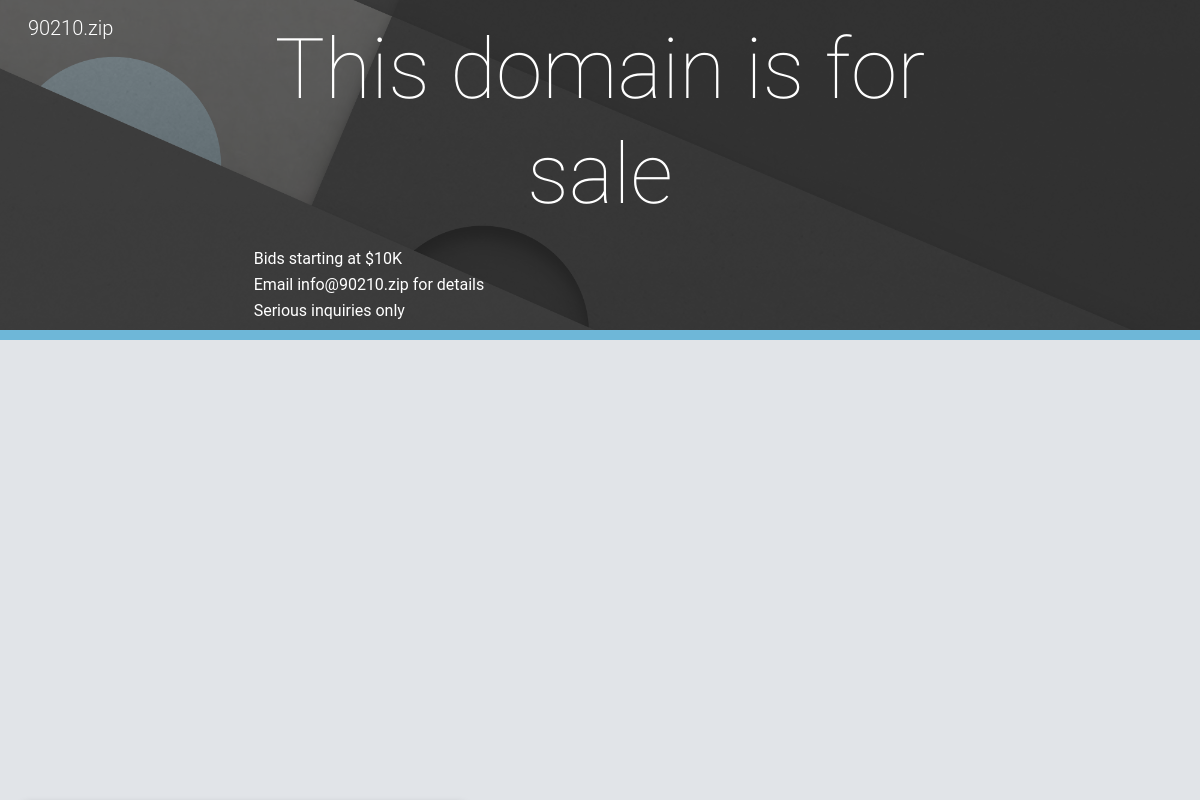 90210.zip
This domain is for
sale
Bids starting at $10K
Email info@90210.zip for details
Serious inquiries only